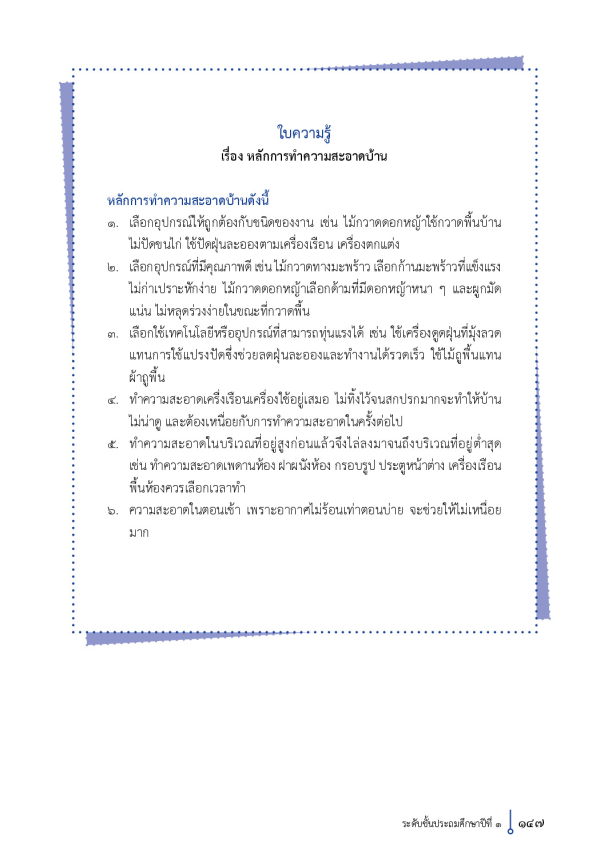 ใบความรู้
เรื่อง หลักการทำความสะอาดบ้าน
หลักการทำความสะอาดบ้านดังนี้
๑. เลือกอุปกรณ์ให้ถูกต้องกับชนิดของงาน เช่น ไม้กวาดดอกหญ้าใช้กวาดพื้นบ้าน
ไม้ปัดขนไก่ ใช้ปัดฝุ่นละอองตามเครื่องเรือน เครื่องตกแต่ง
๒. เลือกอุปกรณ์ที่มีคุณภาพดี เช่น ไม้กวาดทางมะพร้าว เลือกก้านมะพร้าวที่แข็งแรง
ไม่เก่าเปราะหักง่าย ไม้กวาดดอกหญ้าเลือกด้ามที่มีดอกหญ้าหนา ๆ และผูกมัด
แน่น ไม่หลุดร่วงง่ายในขณะที่กวาดพื้น
๓. เลือกใช้เทคโนโลยีหรืออุปกรณ์ที่สามารถทุ่นแรงได้ เช่น ใช้เครื่องดูดฝุ่นที่มุ้งลวด
แทนการใช้แปรงปัดซึ่งช่วยลดฝุ่นละอองและทำงานได้รวดเร็ว ใช้ไม้ถูพื้นแทน
ผ้าถูพื้น
๔. ทำความสะอาดเครื่งเรือนเครื่องใช้อยู่เสมอ ไม่ทิ้งไว้จนสกปรกมากจะทำให้บ้าน
ไม่น่าดู และต้องเหนื่อยกับการทำความสะอาดในครั้งต่อไป
๕. ทำความสะอาดในบริเวณที่อยู่สูงก่อนแล้วจึงไล่ลงมาจนถึงบริเวณที่อยู่ต่ำสุด
เช่น ทำความสะอาดเพดานห้อง ฝาผนังห้อง กรอบรูป ประตูหน้าต่าง เครื่องเรือน
พื้นห้องควรเลือกเวลาทำ
๖. ความสะอาดในตอนเช้า เพราะอากาศไม่ร้อนเท่าตอนบ่าย จะช่วยให้ไม่เหนื่อย
มาก
ระดับชั้นประถมศึกษาปีที่ ๑ ๑๔๗